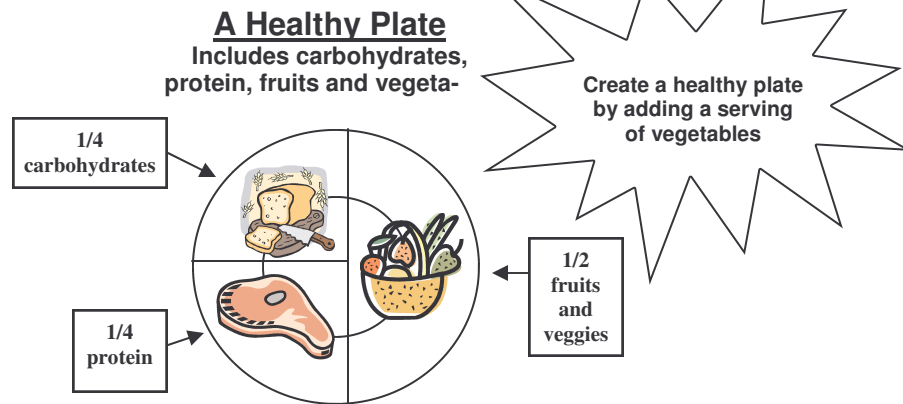 A Healthy Plate
Includes carbohydrates,
protein, fruits and vegeta-
Create a healthy plate
by adding a serving
of vegetables
1/4
carbohydrates
1/2
fruits
and
veggies
1/4
protein